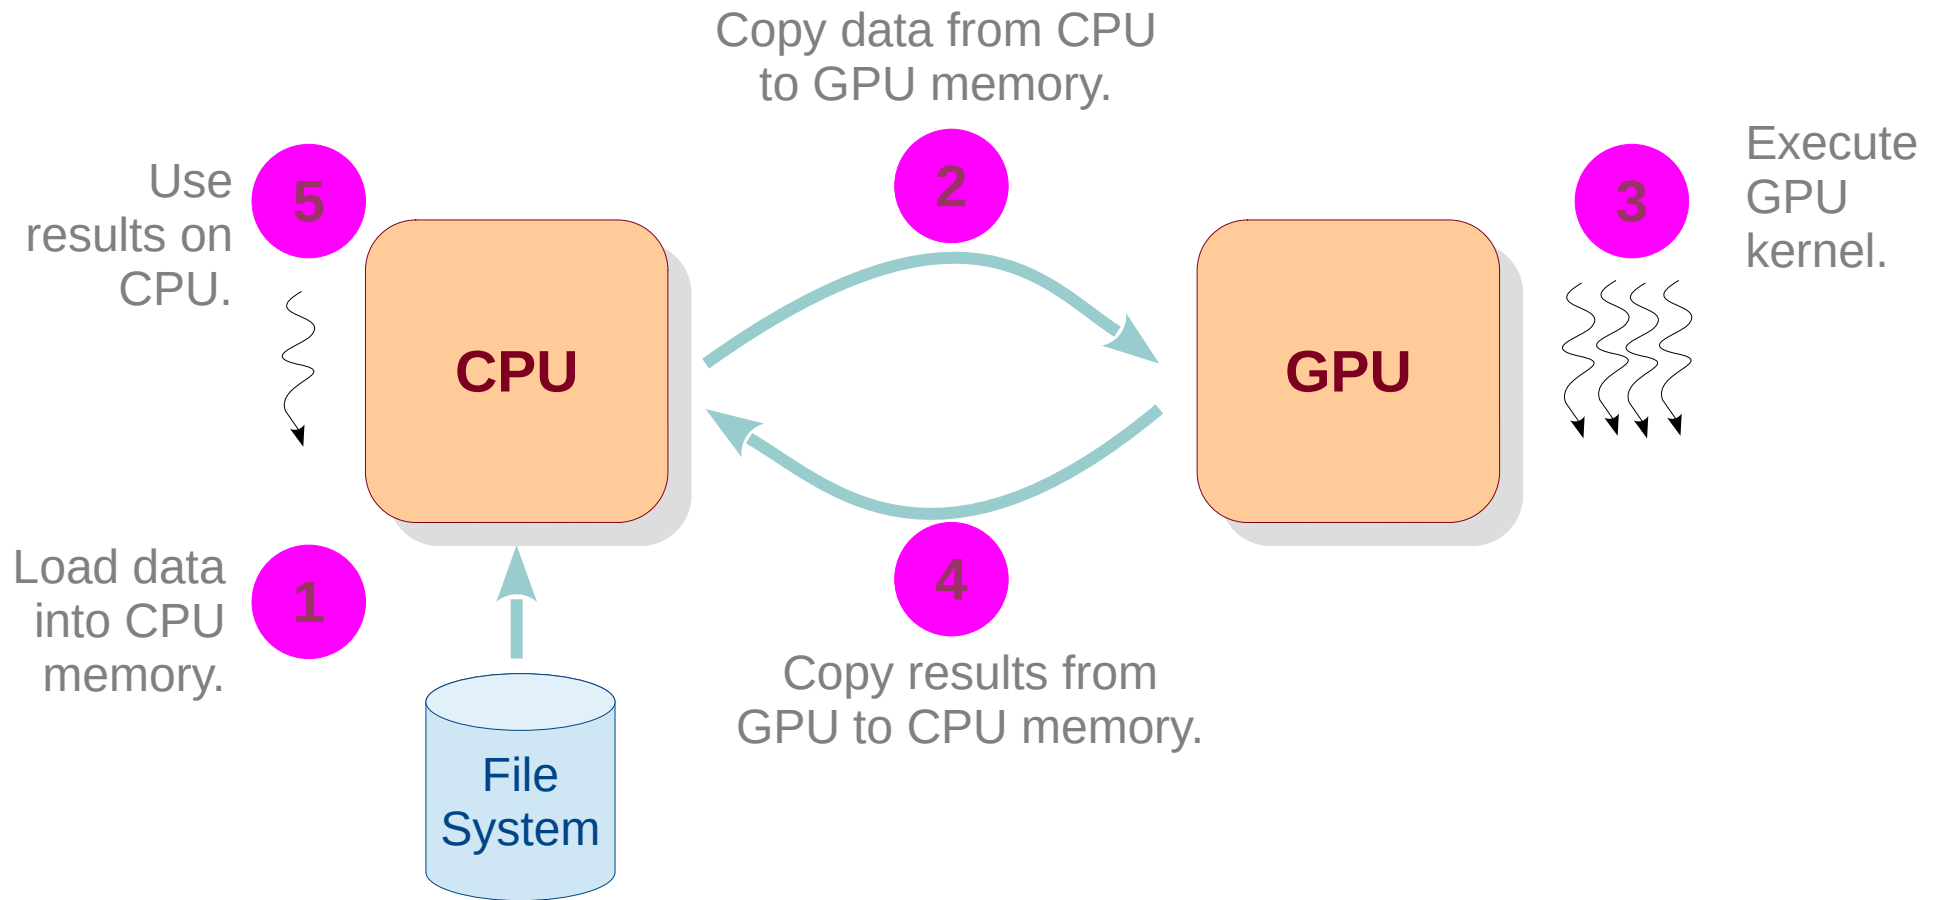 Copy data from CPU
to GPU memory.
2
Execute
GPU
kernel.
3
Use
results on
CPU.
5
CPU
GPU
Load data
into CPU
memory.
1
4
Copy results from
GPU to CPU memory.
File
System